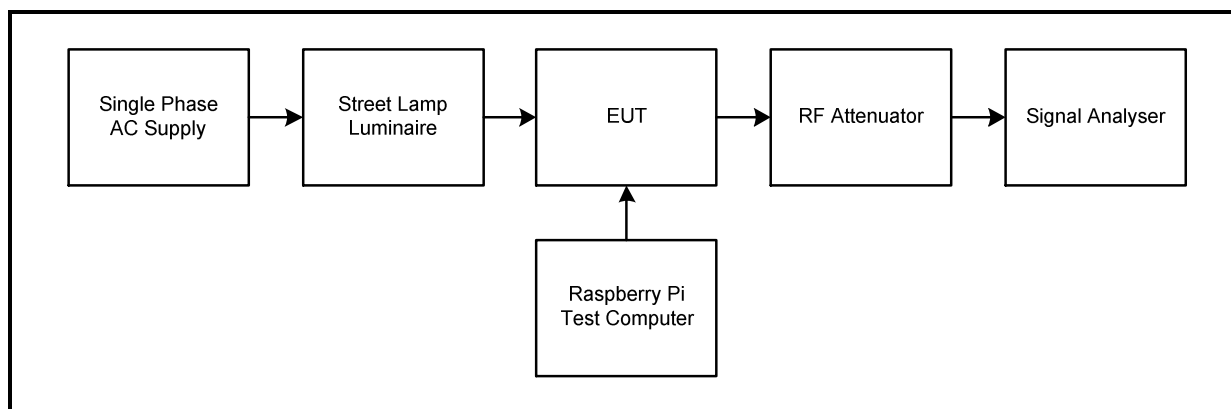 Single Phase
AC Supply
Street Lamp
Luminaire
EUT
RF Attenuator
Signal Analyser
Raspberry Pi
Test Computer